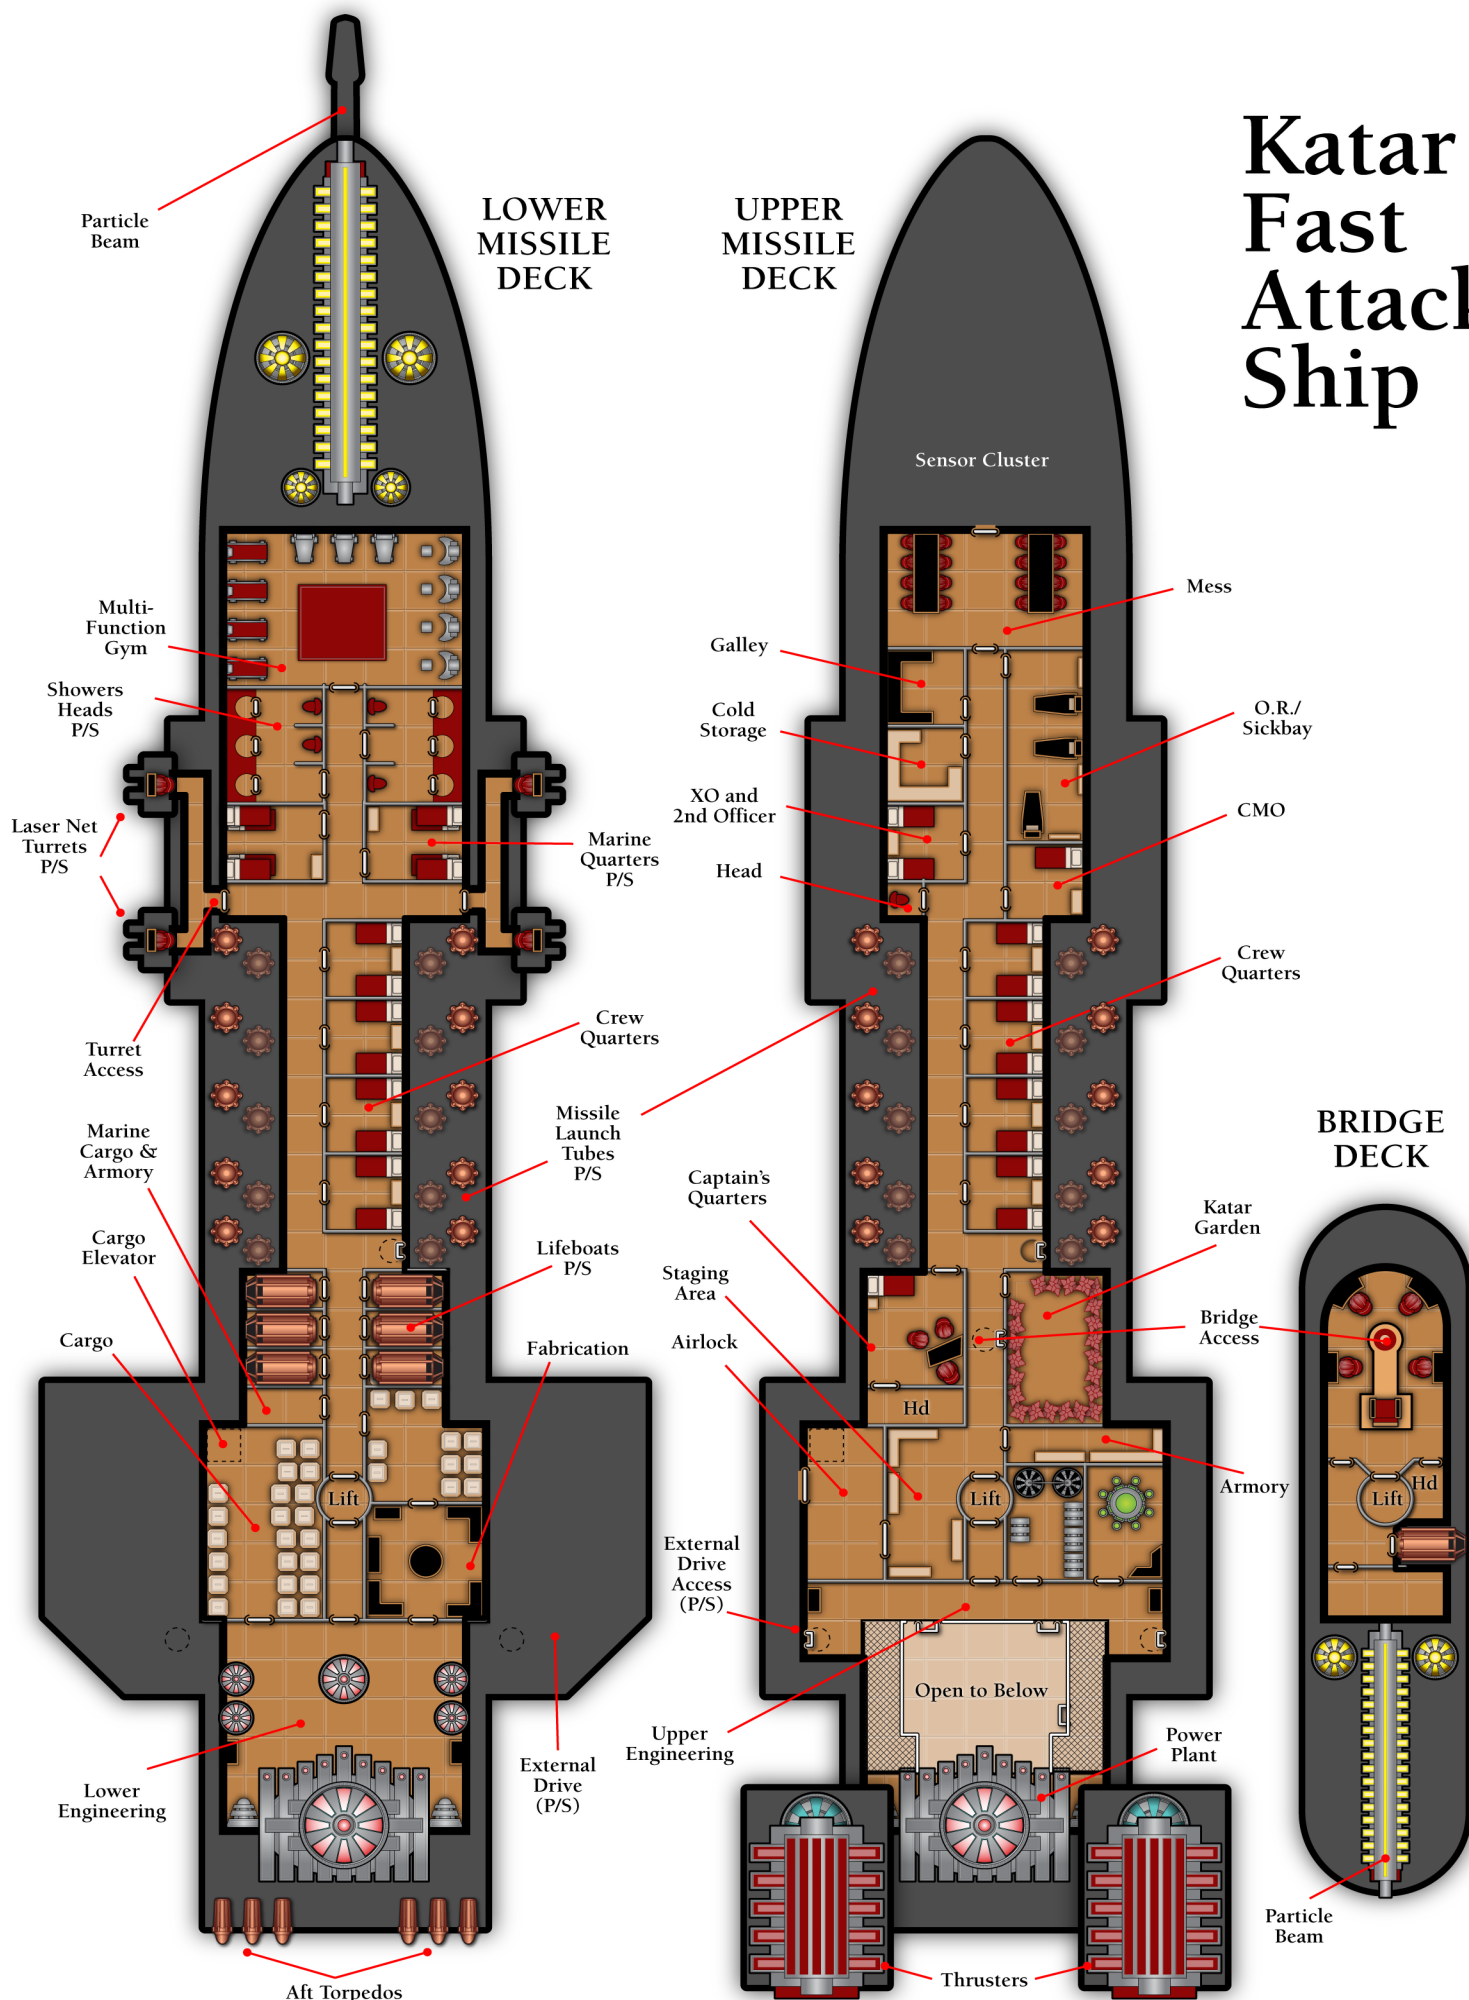 Katar
Fast
Attack
Ship
LOWER
MISSILE
DECK
UPPER
MISSILE
DECK
BRIDGE
DECK
Particle
Beam
Multi-
Function
Gym
Showers
Heads
P/S
Laser Net
Turrets
P/S
Marine
Quarters
P/S
Turret
Access
Crew
Quarters
Marine
Cargo &
Armory
Missile
Launch
Tubes
P/S
Cargo
Elevator
Lifeboats
P/S
Cargo
Fabrication
Lift
Lower
Engineering
External
Drive
(P/S)
Aft Torpedos
Sensor Cluster
Mess
Galley
Cold
Storage
O.R./
Sickbay
XO and
2nd Officer
CMO
Head
Crew
Quarters
Captain's
Quarters
Katar
Garden
Staging
Area
Bridge
Access
Airlock
Hd
Lift
Armory
External
Drive
Access
(P/S)
Open to Below
Upper
Engineering
Power
Plant
Thrusters
Lift
Hd
Particle
Beam